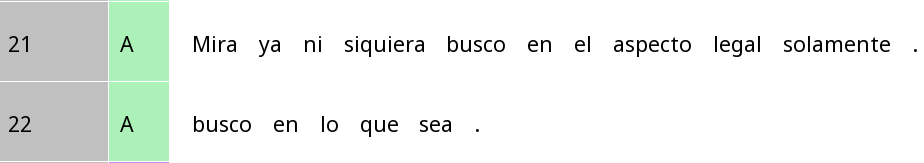 21 A Mira ya ni siquiera busco en el aspecto legal solamente .
22 A busco en lo que sea .